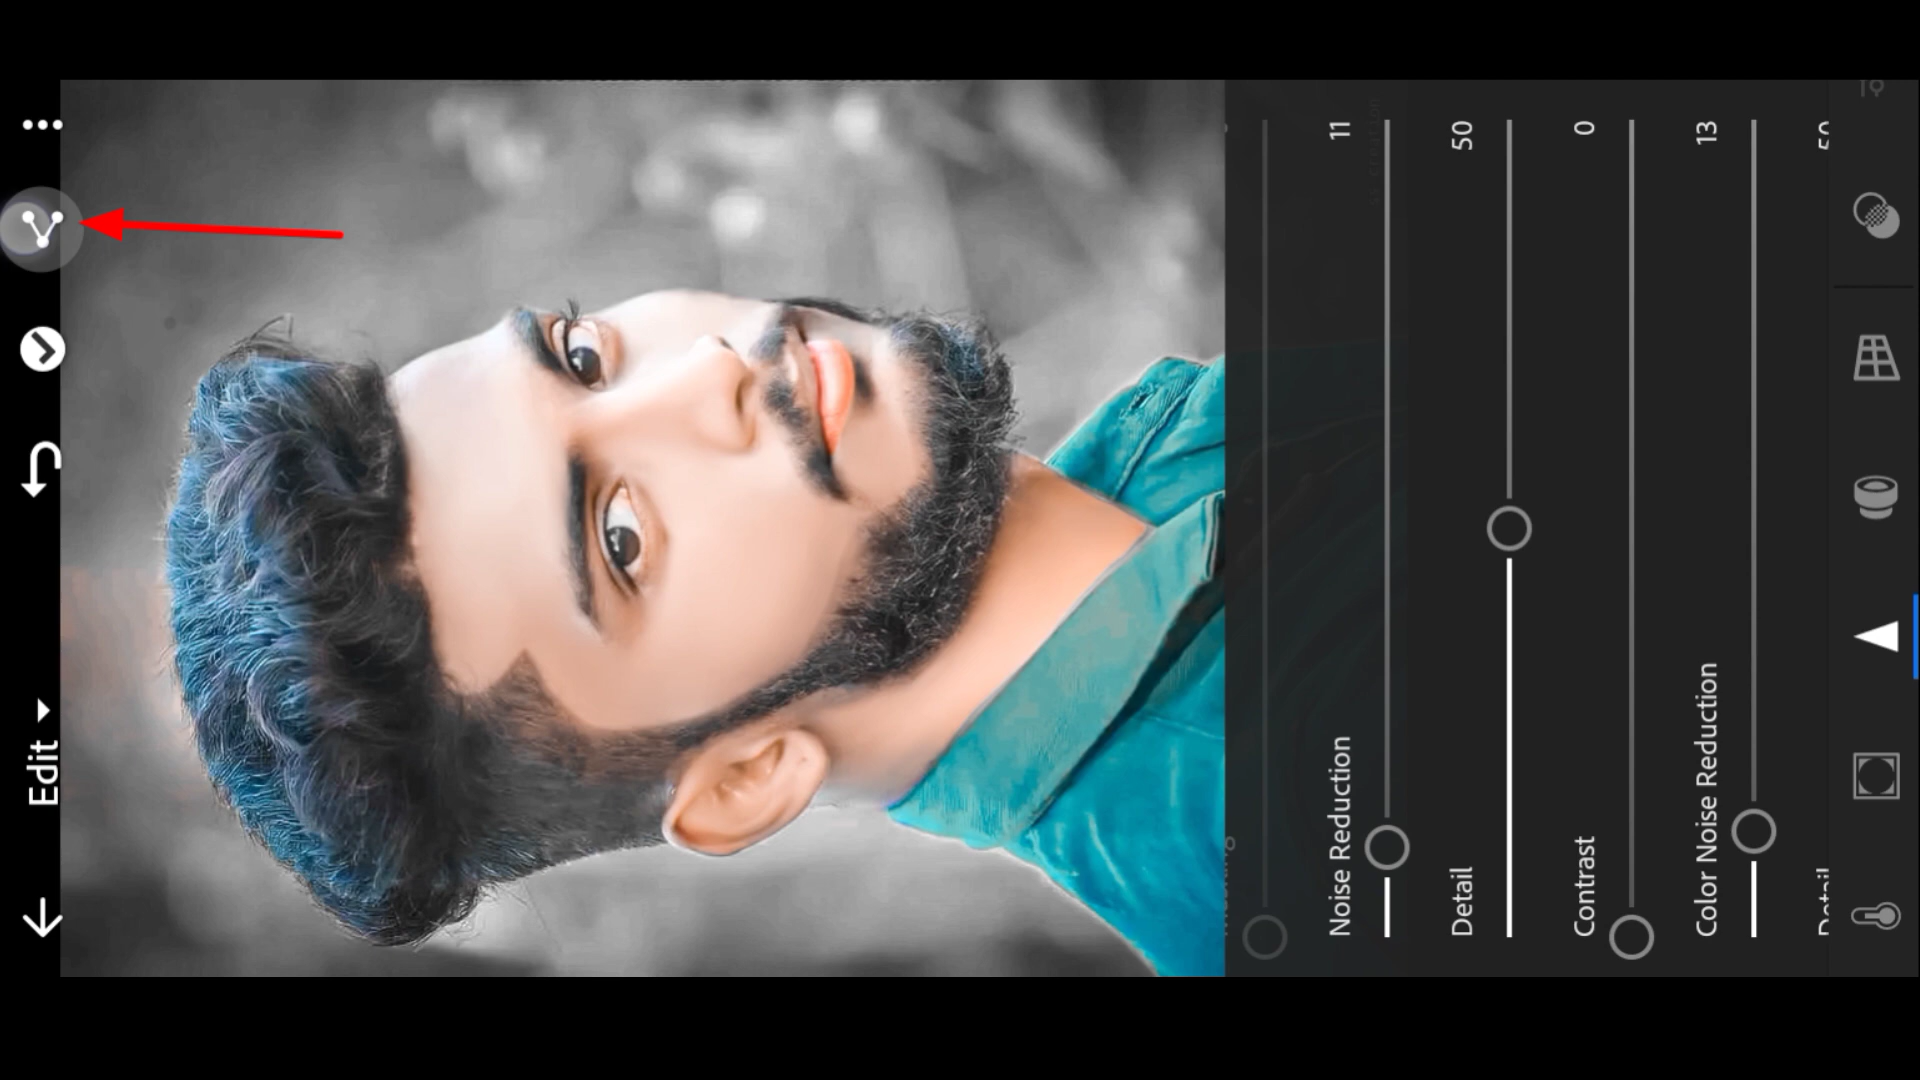 Edit
11
Noise Reduction
50
Detail
0
Contrast
13
Color Noise Reduction